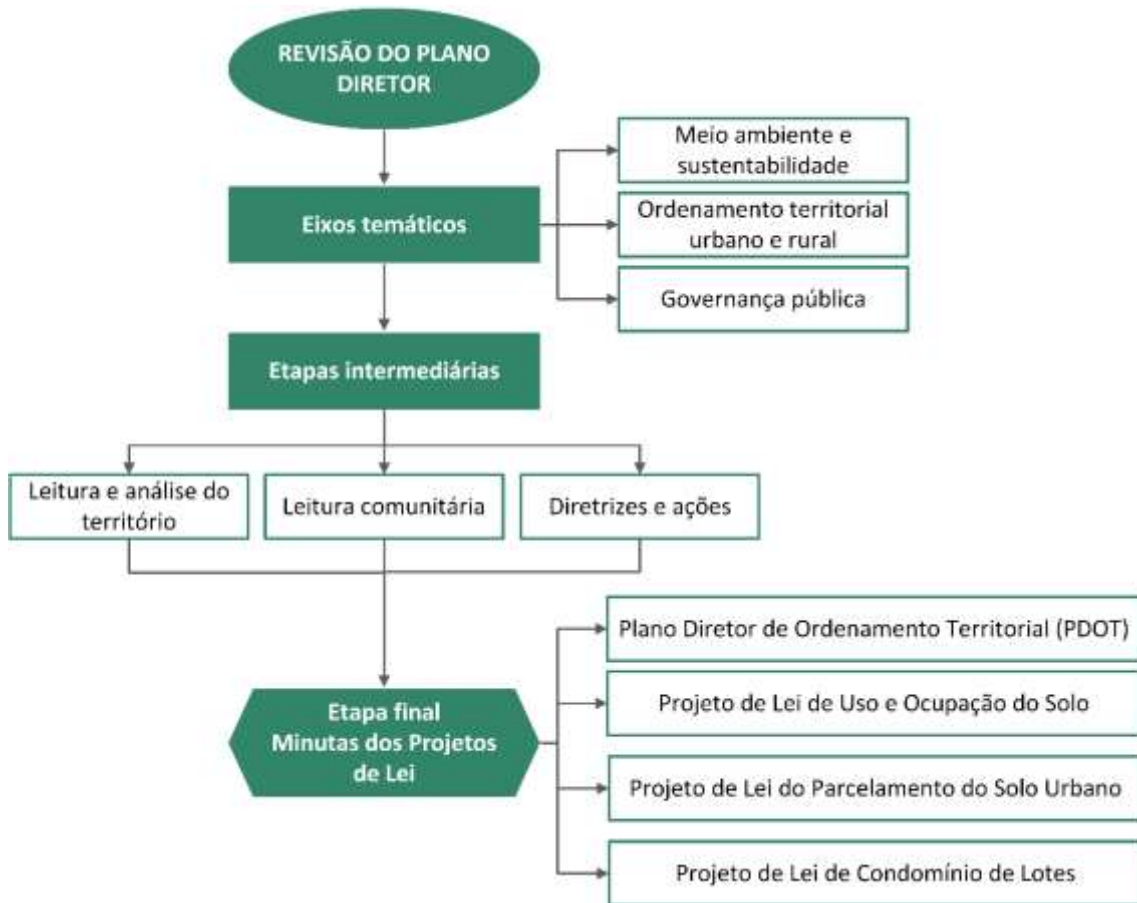 REVISÃO DO PLANO
DIRETOR
Meio ambiente e
sustentabilidade
Eixos temáticos
Ordenamento territorial
urbano e rural
Governança pública
Etapas intermediárias
Leitura e análise do
território
Leitura comunitária
Diretrizes e ações
Plano Diretor de Ordenamento Territorial (PDOT)
Etapa final
Minutas dos Projetos
de Lei
Projeto de Lei de Uso e Ocupação do Solo
Projeto de Lei do Parcelamento do Solo Urbano
Projeto de Lei de Condomínio de Lotes